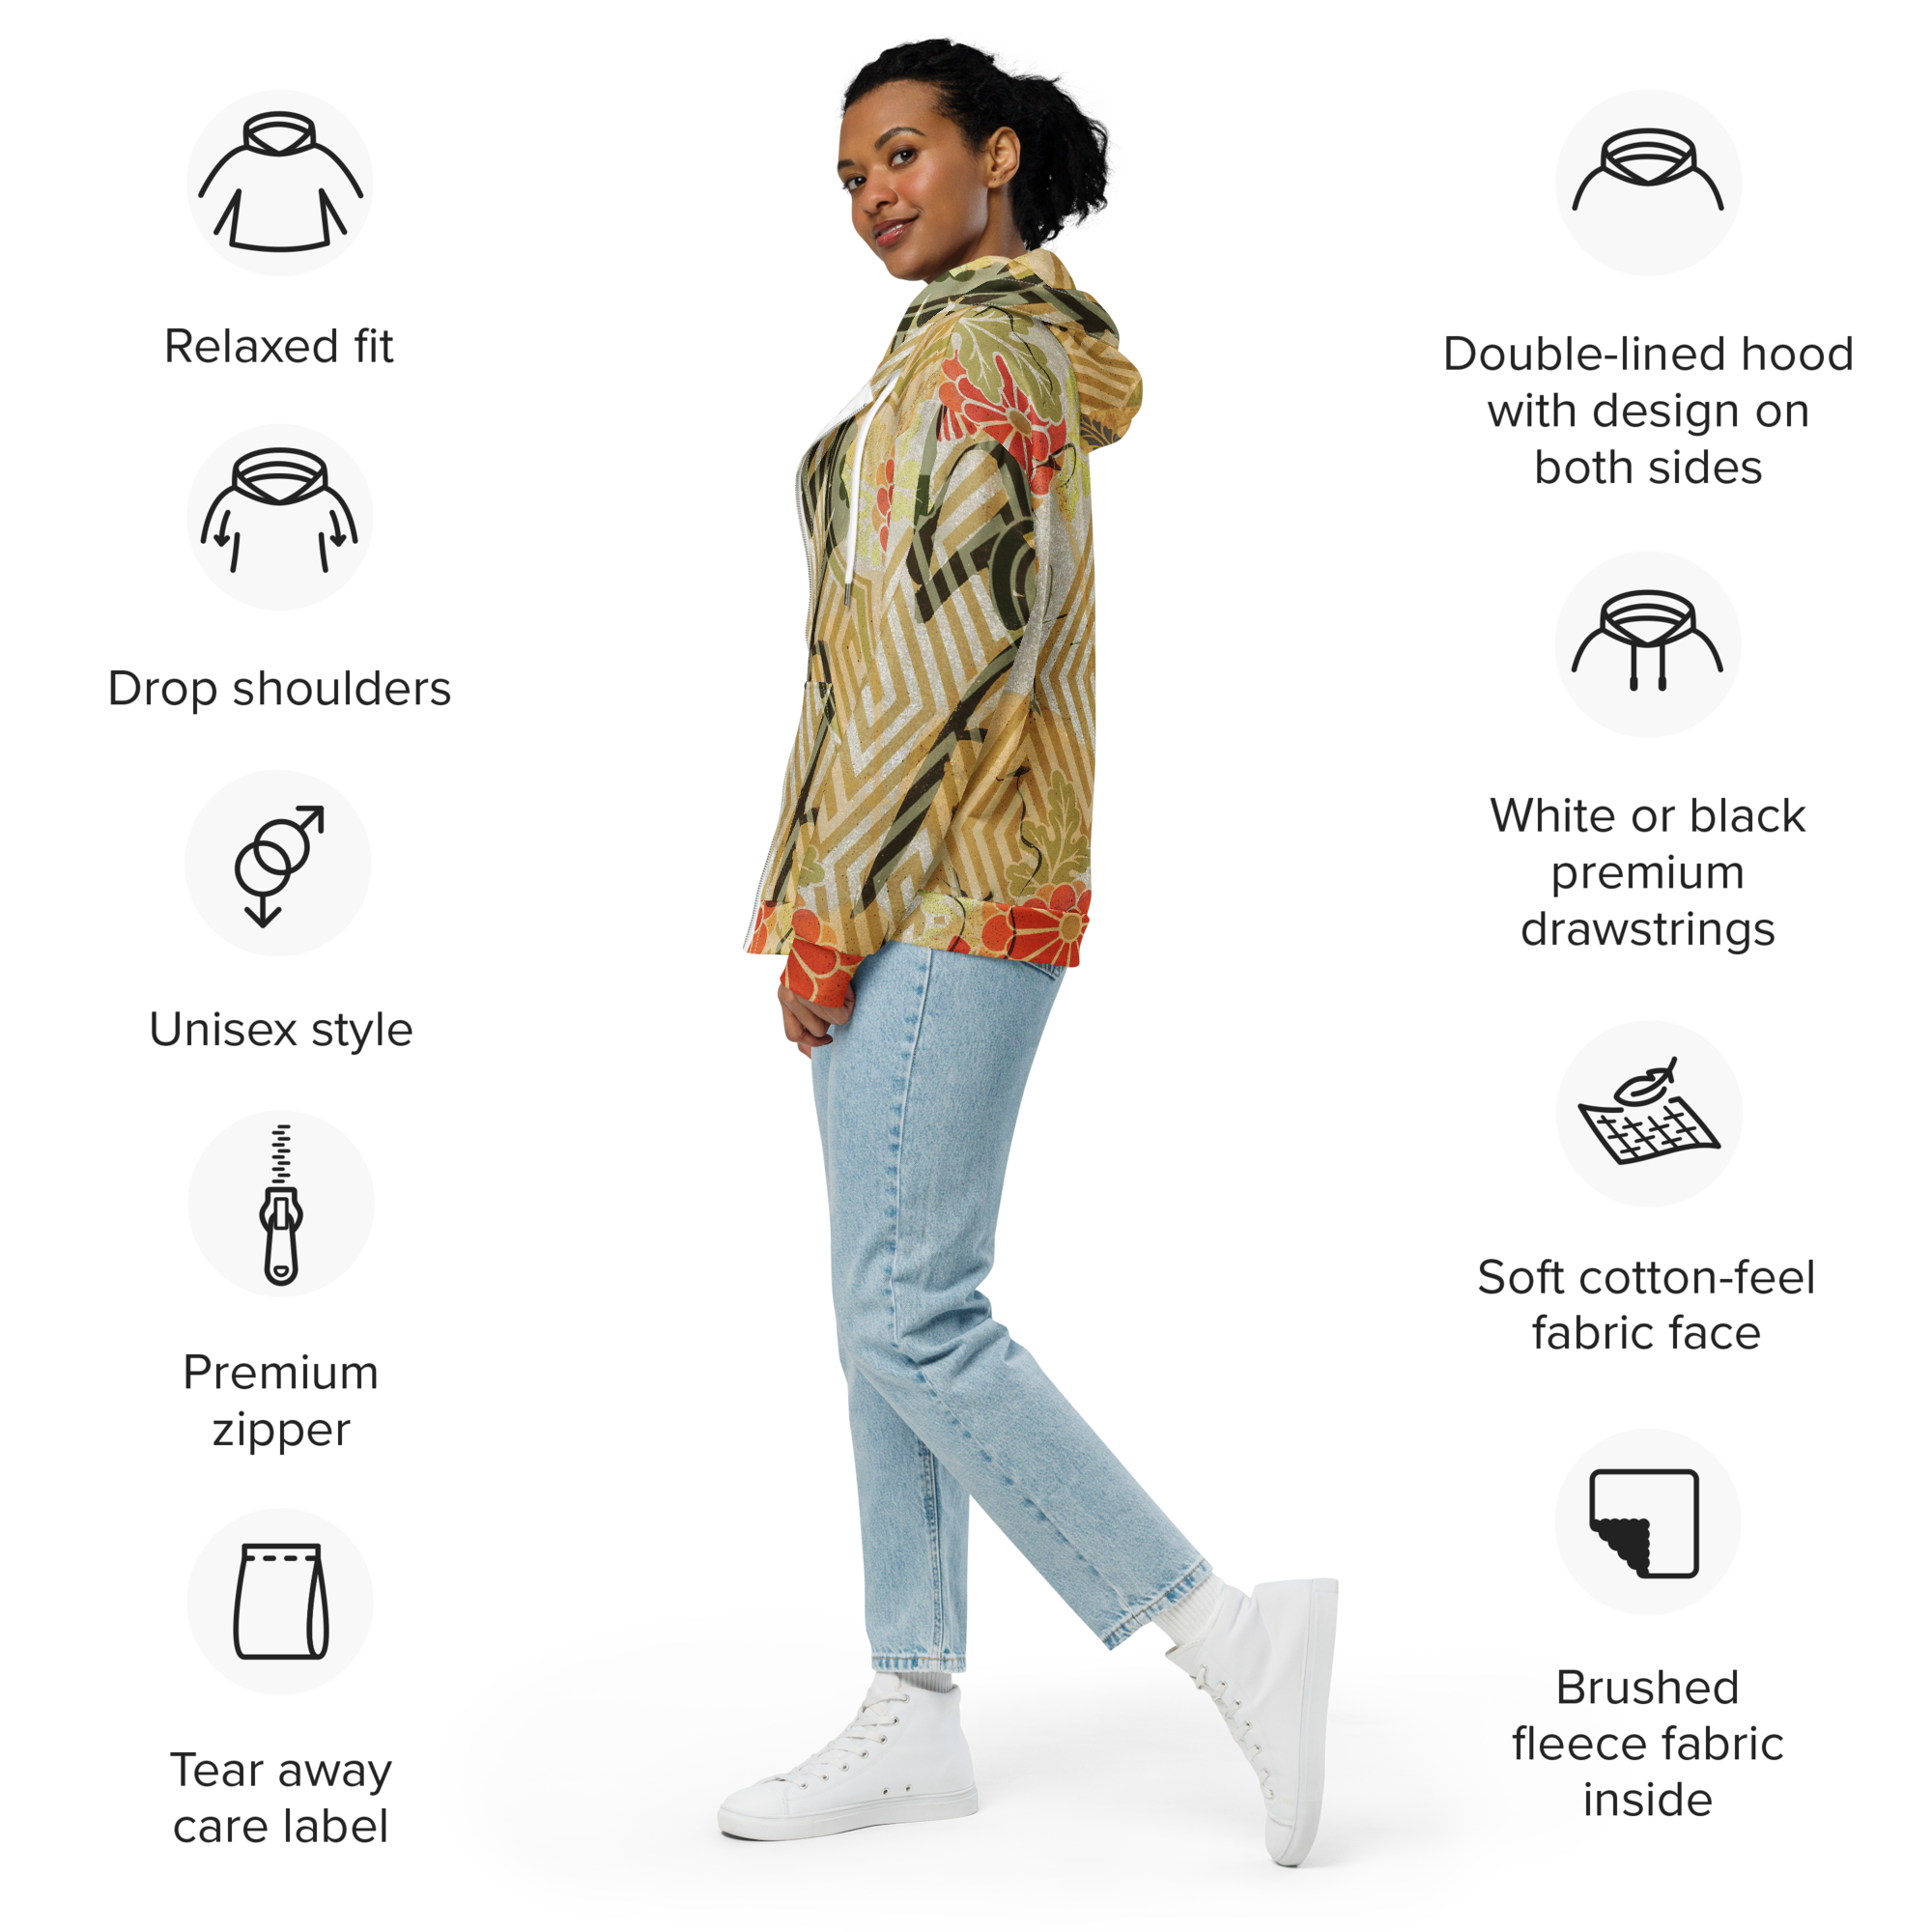 Relaxed fit
Drop shoulders
Unisex style
Premium
zipper
Tear away
care label
Double-lined hood
with design on
both sides
White or black
premium
drawstrings
Soft cotton-feel
fabric face
Brushed
fleece fabric
inside